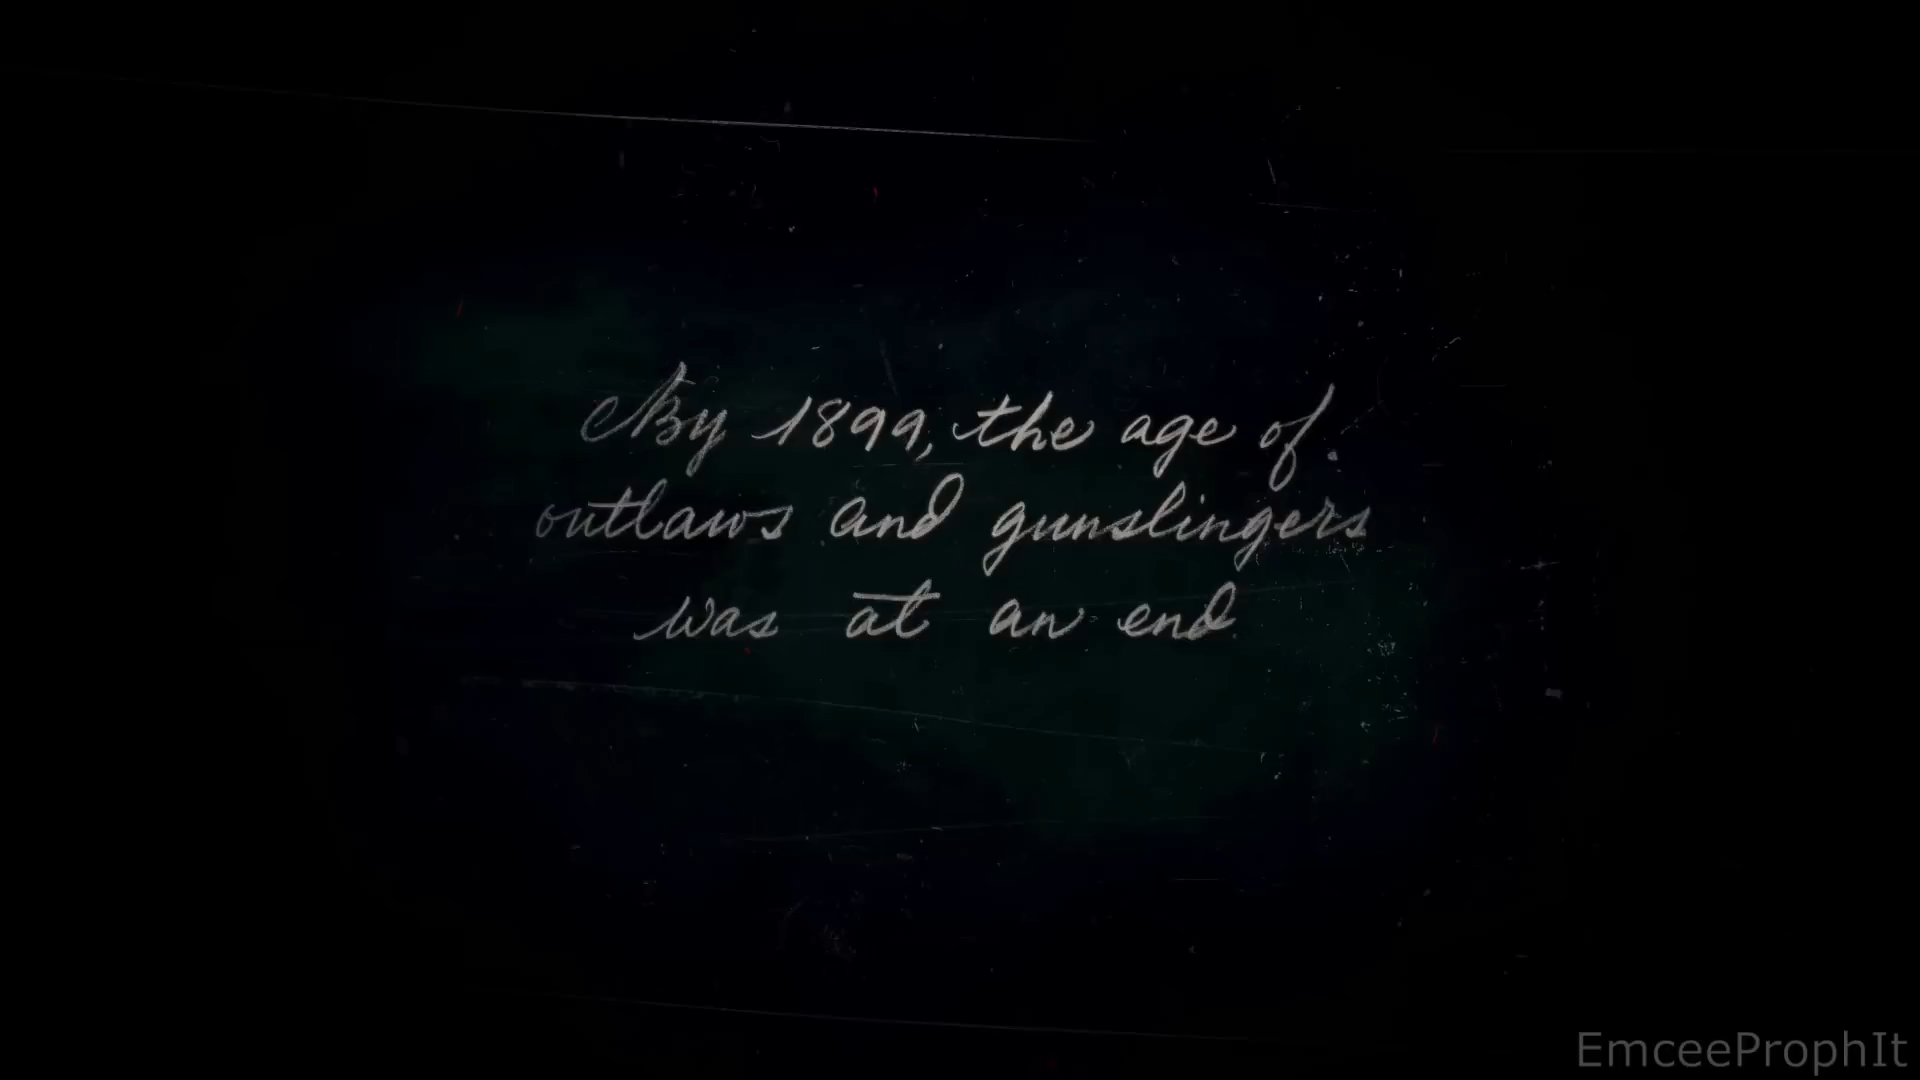 By 1899, the age of
outlaws and gunslingers
was at an end.
EmceeProphIt